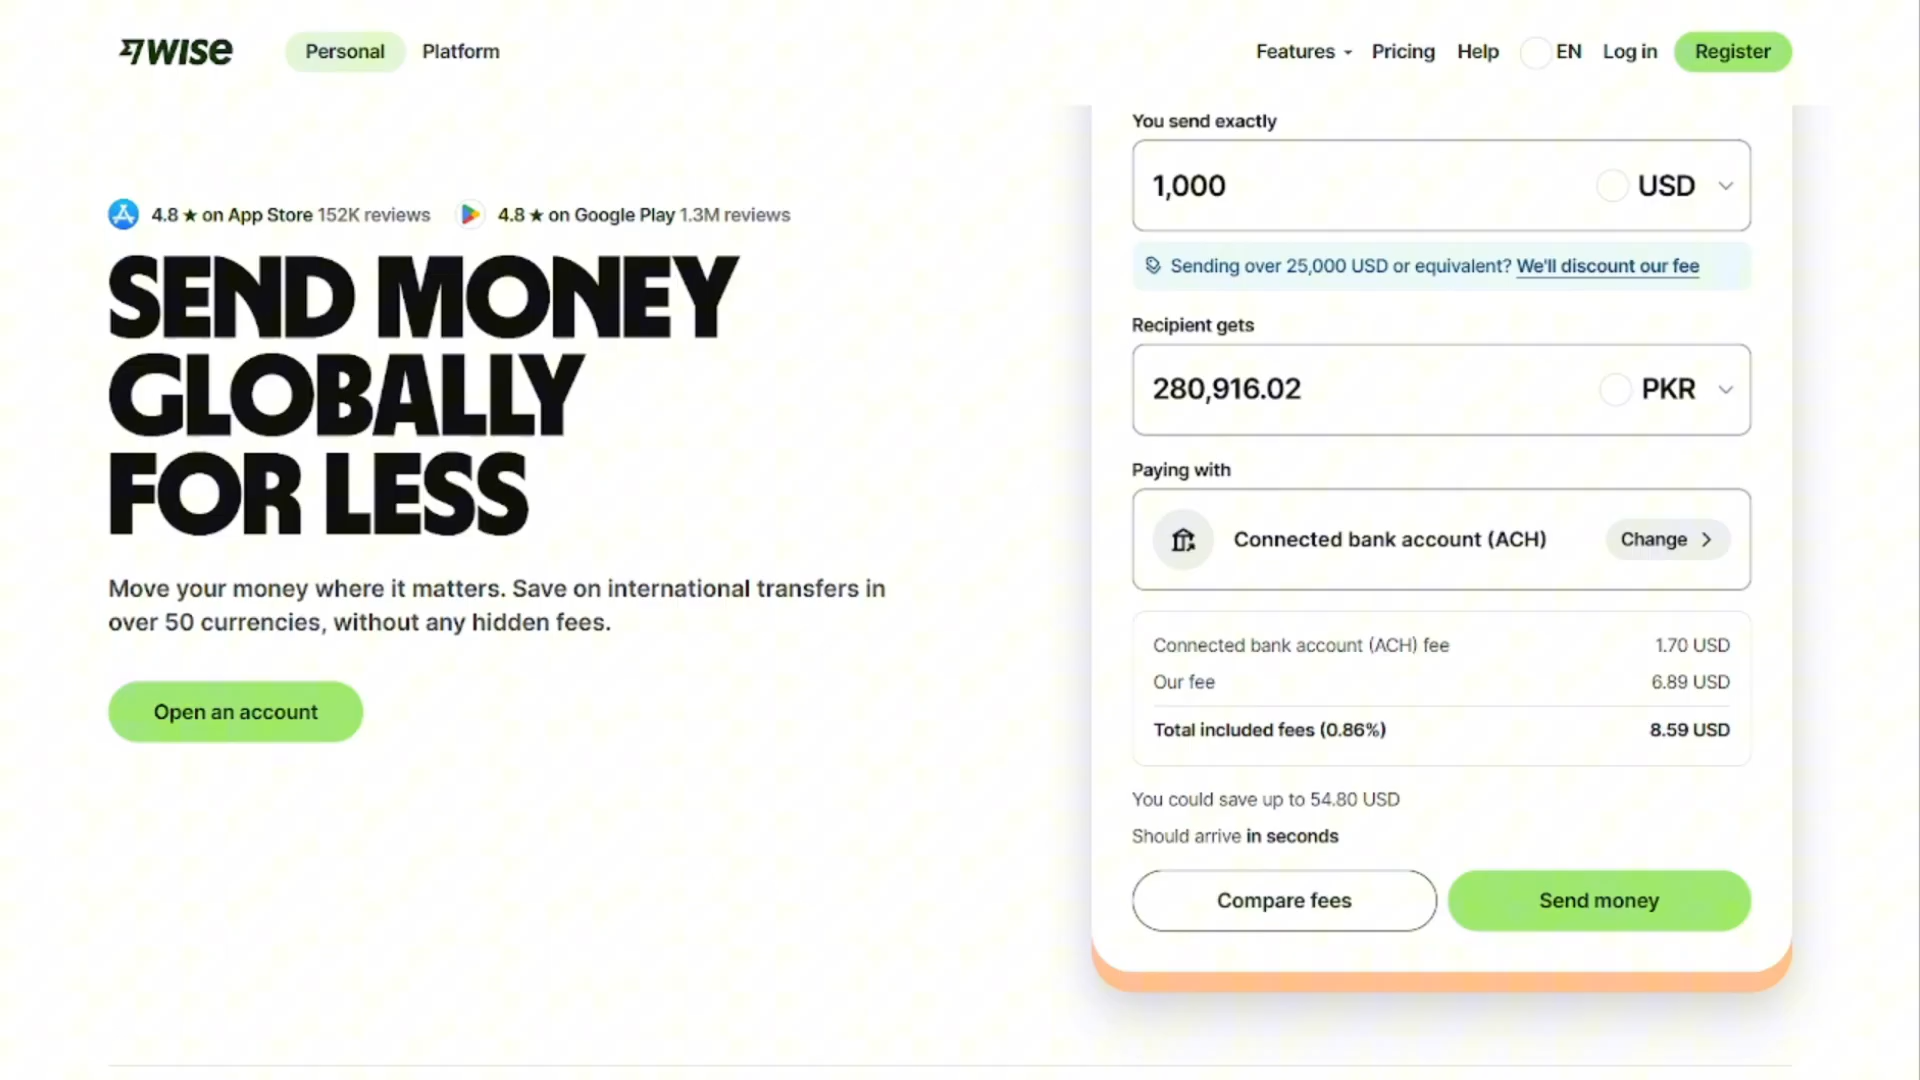 WISE
Personal
Platform
Features
Pricing
Help
EN
Log in
Register
4.8 ★ on App Store 152K reviews
4.8 ★ on Google Play 1.3M reviews
SEND MONEY
GLOBALLY
FOR LESS
Move your money where it matters. Save on international transfers in
over 50 currencies, without any hidden fees.
Open an account
You send exactly
1,000
USD
Sending over 25,000 USD or equivalent? We'll discount our fee
Recipient gets
280,916.02
PKR
Paying with
Connected bank account (ACH)
Change
Connected bank account (ACH) fee
1.70 USD
Our fee
6.89 USD
Total included fees (0.86%)
8.59 USD
You could save up to 54.80 USD
Should arrive in seconds
Compare fees
Send money